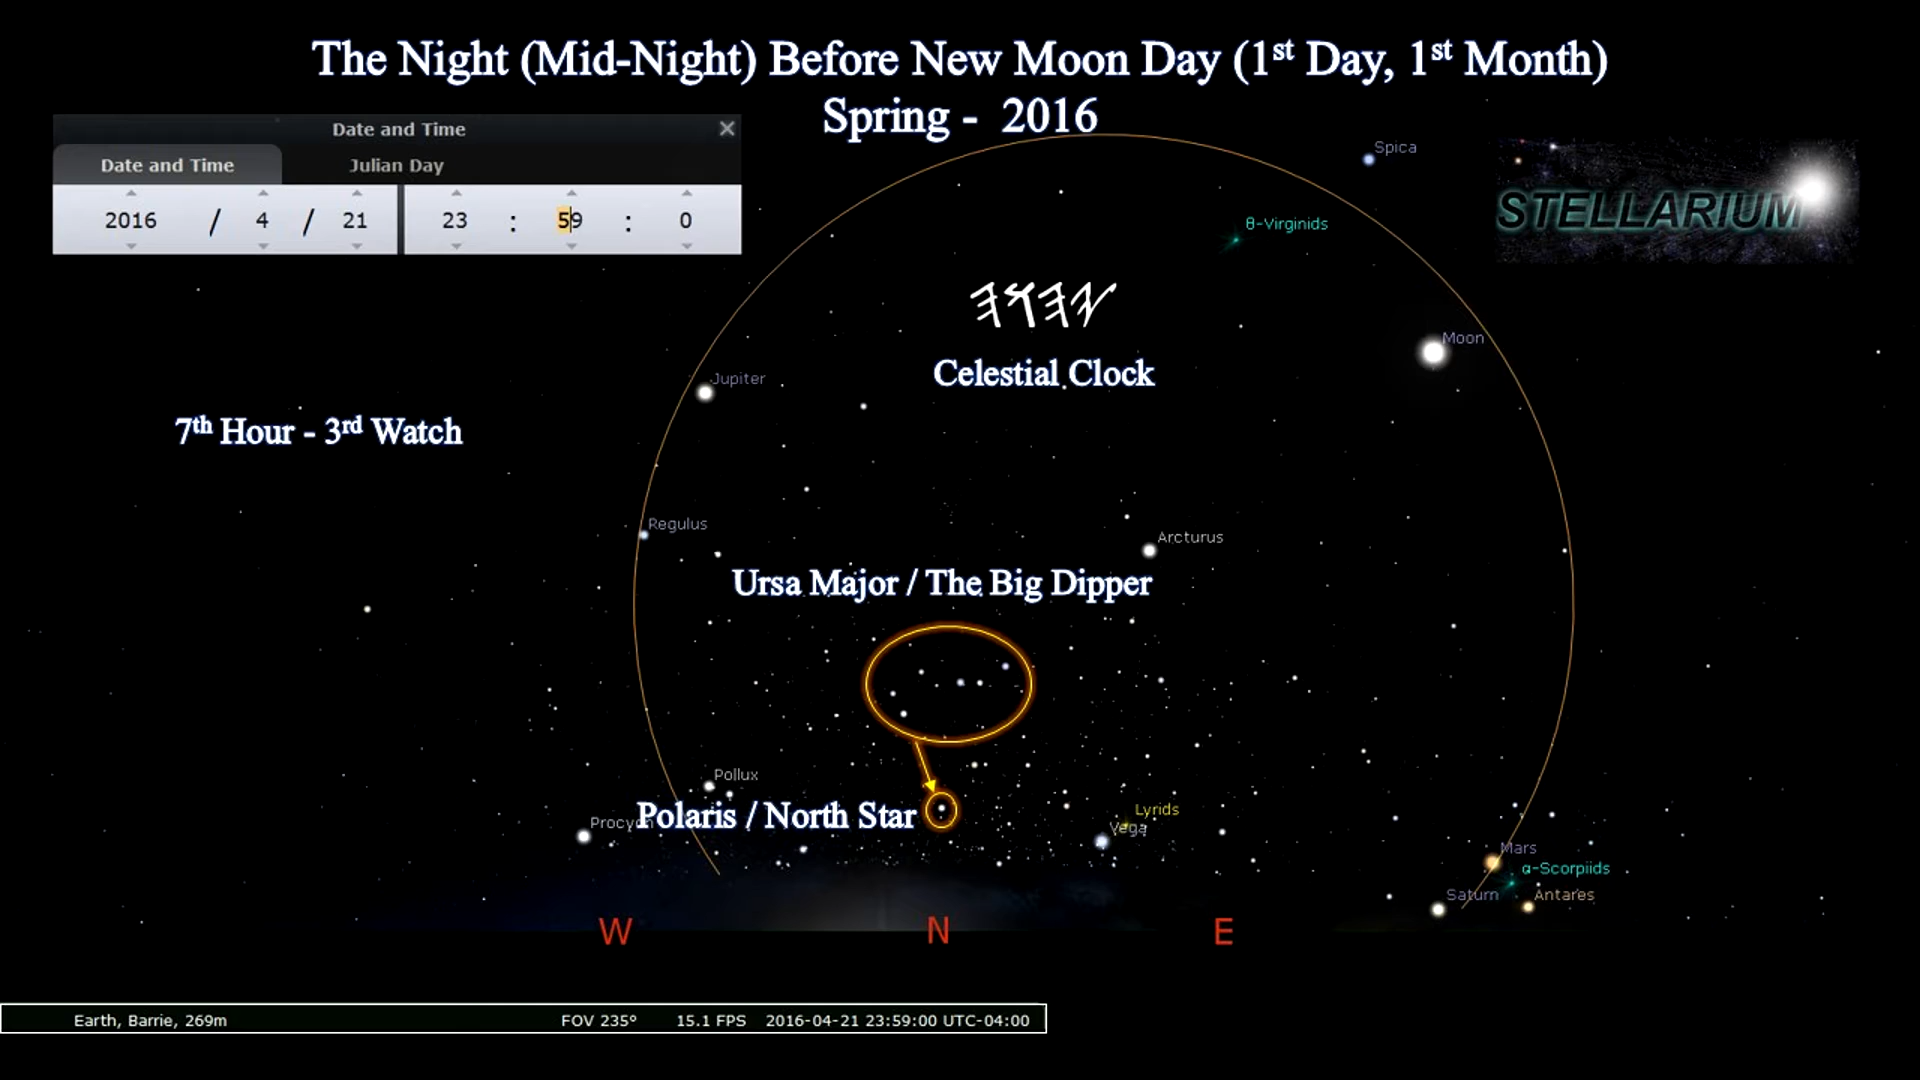 The Night (Mid-Night) Before New Moon Day (1st Day, 1st Month)
Spring - 2016
Date and Time
Date and Time Julian Day
2016 / 4 / 21 23 : 59 : 0
Spica
STELLARIUM
θ-Virginids
𐤉𐤄𐤅𐤄
Moon
Celestial Clock
Jupiter
7th Hour - 3rd Watch
Regulus
Arcturus
Ursa Major / The Big Dipper
Pollux
Polaris / North Star
Procyon
Lyrids
Vega
Mars
α-Scorpiids
Saturn
Antares
W N E
Earth, Barrie, 269m FOV 235° 15.1 FPS 2016-04-21 23:59:00 UTC-04:00